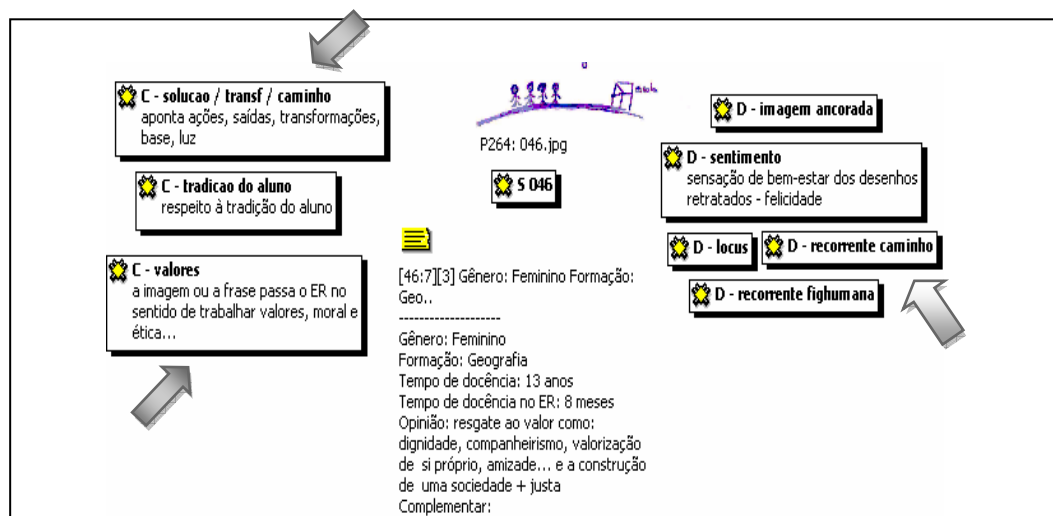 C - solucao / transf / caminho
aponta ações, saídas, transformações,
base, luz
C - tradicao do aluno
respeito à tradição do aluno
C - valores
a imagem ou a frase passa o ER no
sentido de trabalhar valores, moral e
ética...
P264: 046.jpg
S 046
[46:7][3] Gênero: Feminino Formação:
Geo..
--------------------
Gênero: Feminino
Formação: Geografia
Tempo de docência: 13 anos
Tempo de docência no ER: 8 meses
Opinião: resgate ao valor como:
dignidade, companheirismo, valorização
de si próprio, amizade... e a construção
de uma sociedade + justa
Complementar:
D - imagem ancorada
D - sentimento
sensação de bem-estar dos desenhos
retratados - felicidade
D - locus
D - recorrente caminho
D - recorrente fighumana